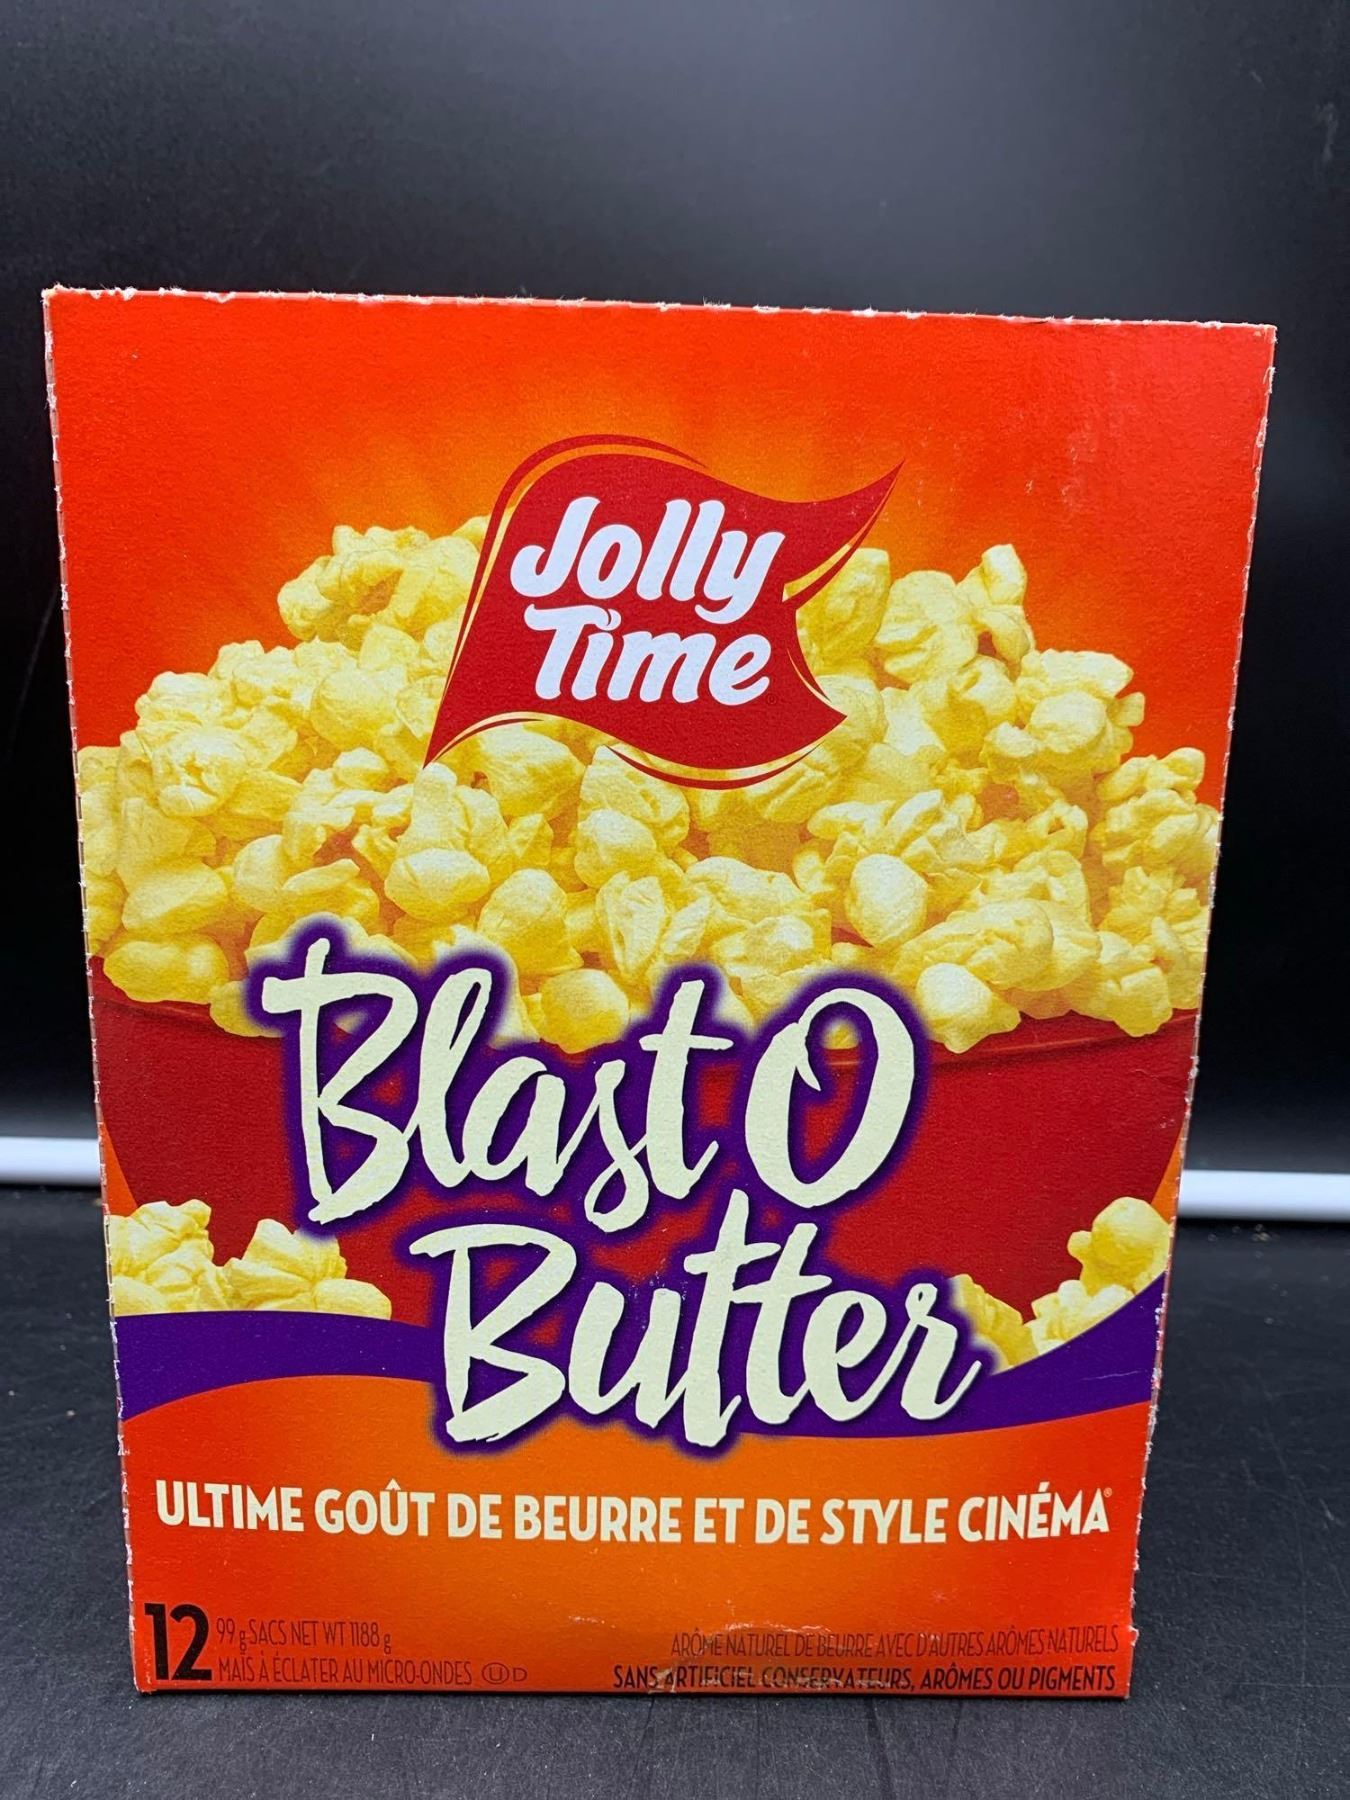 Jolly
Time
Blast O
Butter
ULTIME GOÛT DE BEURRE ET DE STYLE CINÉMA®
12 99 g SACS NET WT 1188 g
MAIS À ÉCLATER AU MICRO-ONDES Ⓤ D
ARÔME NATUREL DE BEURRE AVEC D'AUTRES ARÔMES NATURELS
SANS ARTIFICIEL CONSERVATEURS, ARÔMES OU PIGMENTS